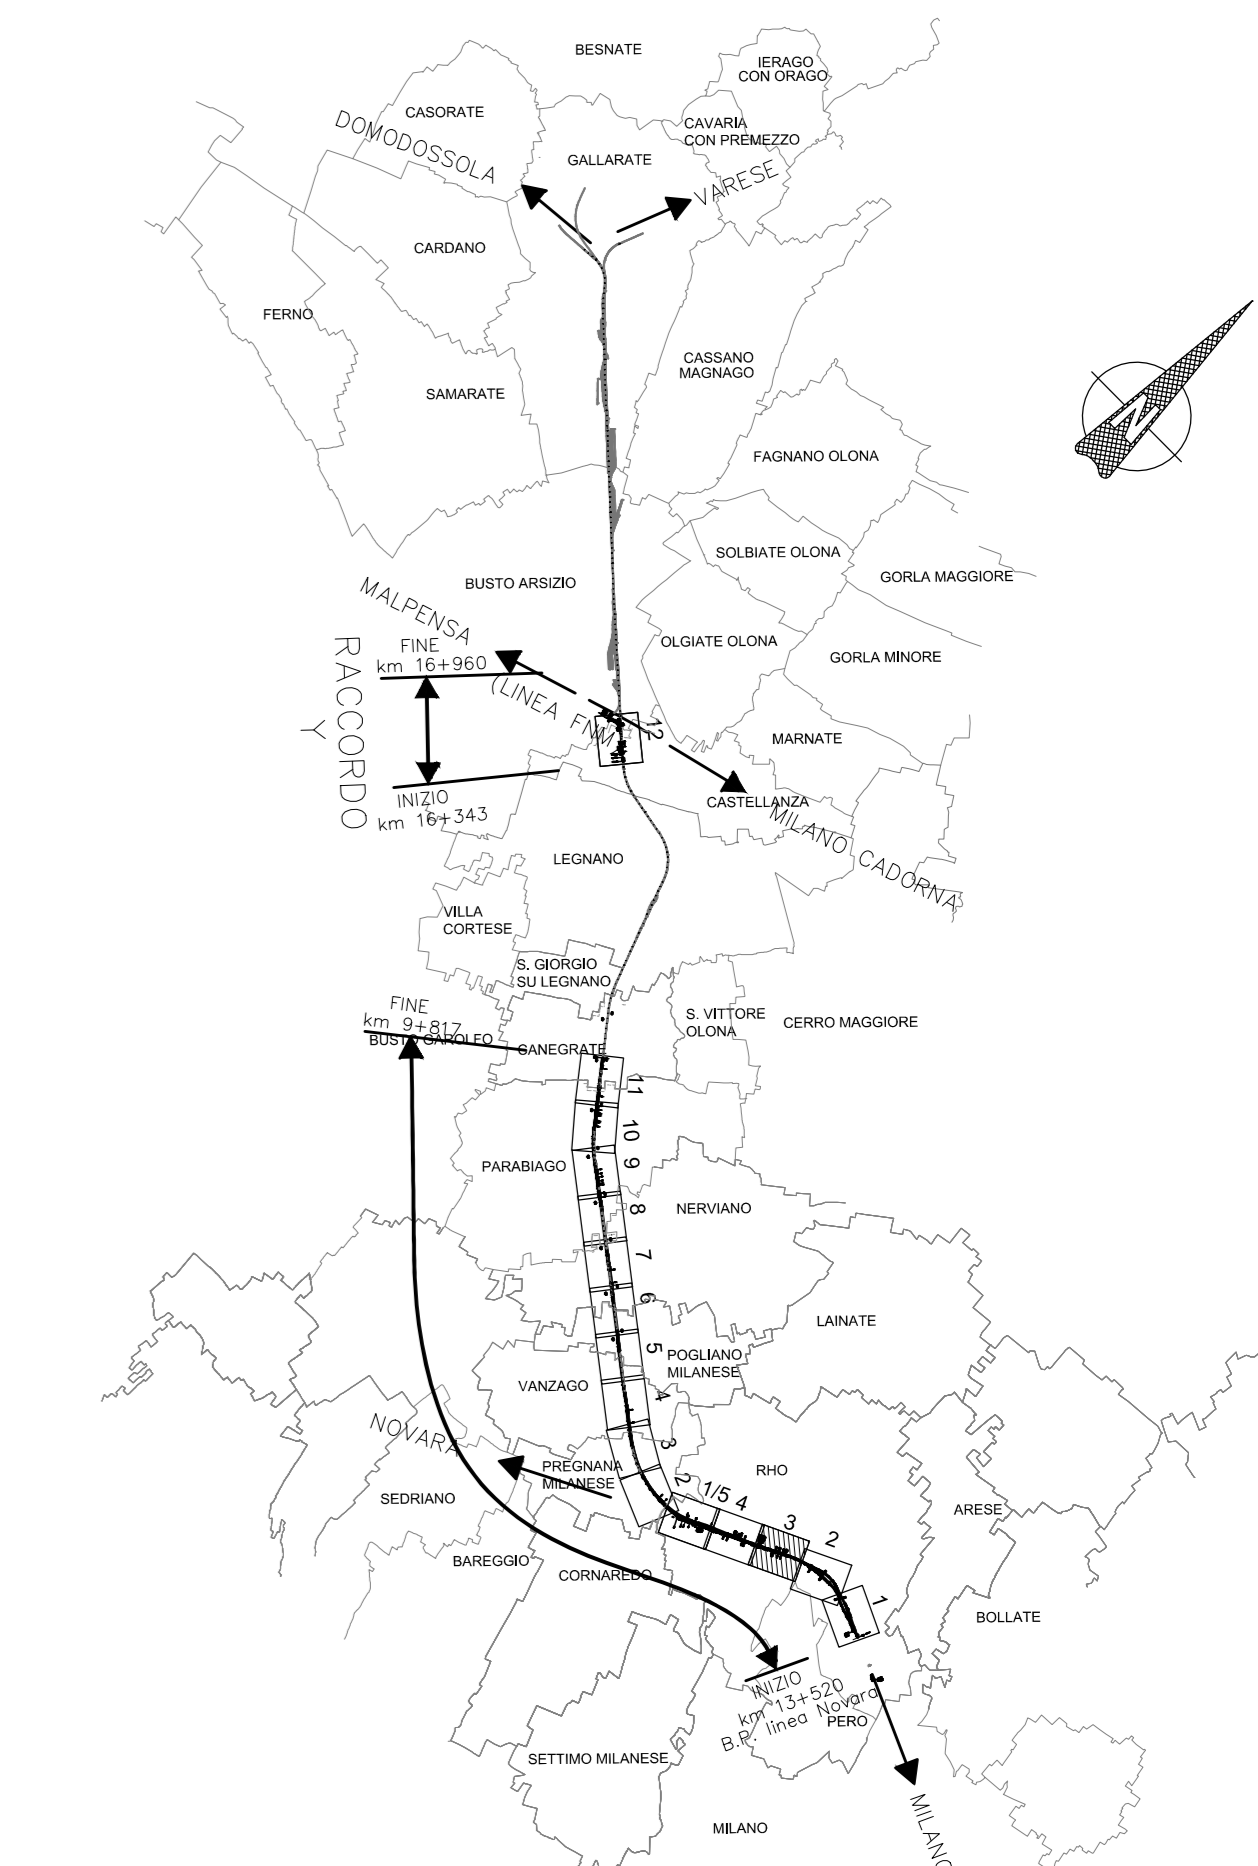 BESNATE
IERAGO
CON ORAGO
CASORATE
DOMODOSSOLA
CAVARIA
CON PREMEZZO
GALLARATE
VARESE
CARDANO
FERNO
CASSANO
MAGNAGO
SAMARATE
N
FAGNANO OLONA
SOLBIATE OLONA
GORLA MAGGIORE
BUSTO ARSIZIO
MALPENSA
OLGIATE OLONA
GORLA MINORE
FINE
km 16+960
RACCORDO
Y
(LINEA FNM
12
MARNATE
INIZIO
km 16+343
CASTELLANZA
MILANO CADORNA
LEGNANO
VILLA
CORTESE
S. GIORGIO
SU LEGNANO
FINE
km 9+817
BUSTO GAROLFO
CANEGRATE
S. VITTORE
OLONA
CERRO MAGGIORE
11
10
9
PARABIAGO
8
NERVIANO
7
6
LAINATE
5
POGLIANO
MILANESE
VANZAGO
4
NOVARA
3
PREGNANA
MILANESE
2
RHO
SEDRIANO
1/5
4
3
2
ARESE
BAREGGIO
CORNAREDO
1
BOLLATE
INIZIO
km 13+520
B.P. linea Novara
PERO
SETTIMO MILANESE
MILANO
MILANO